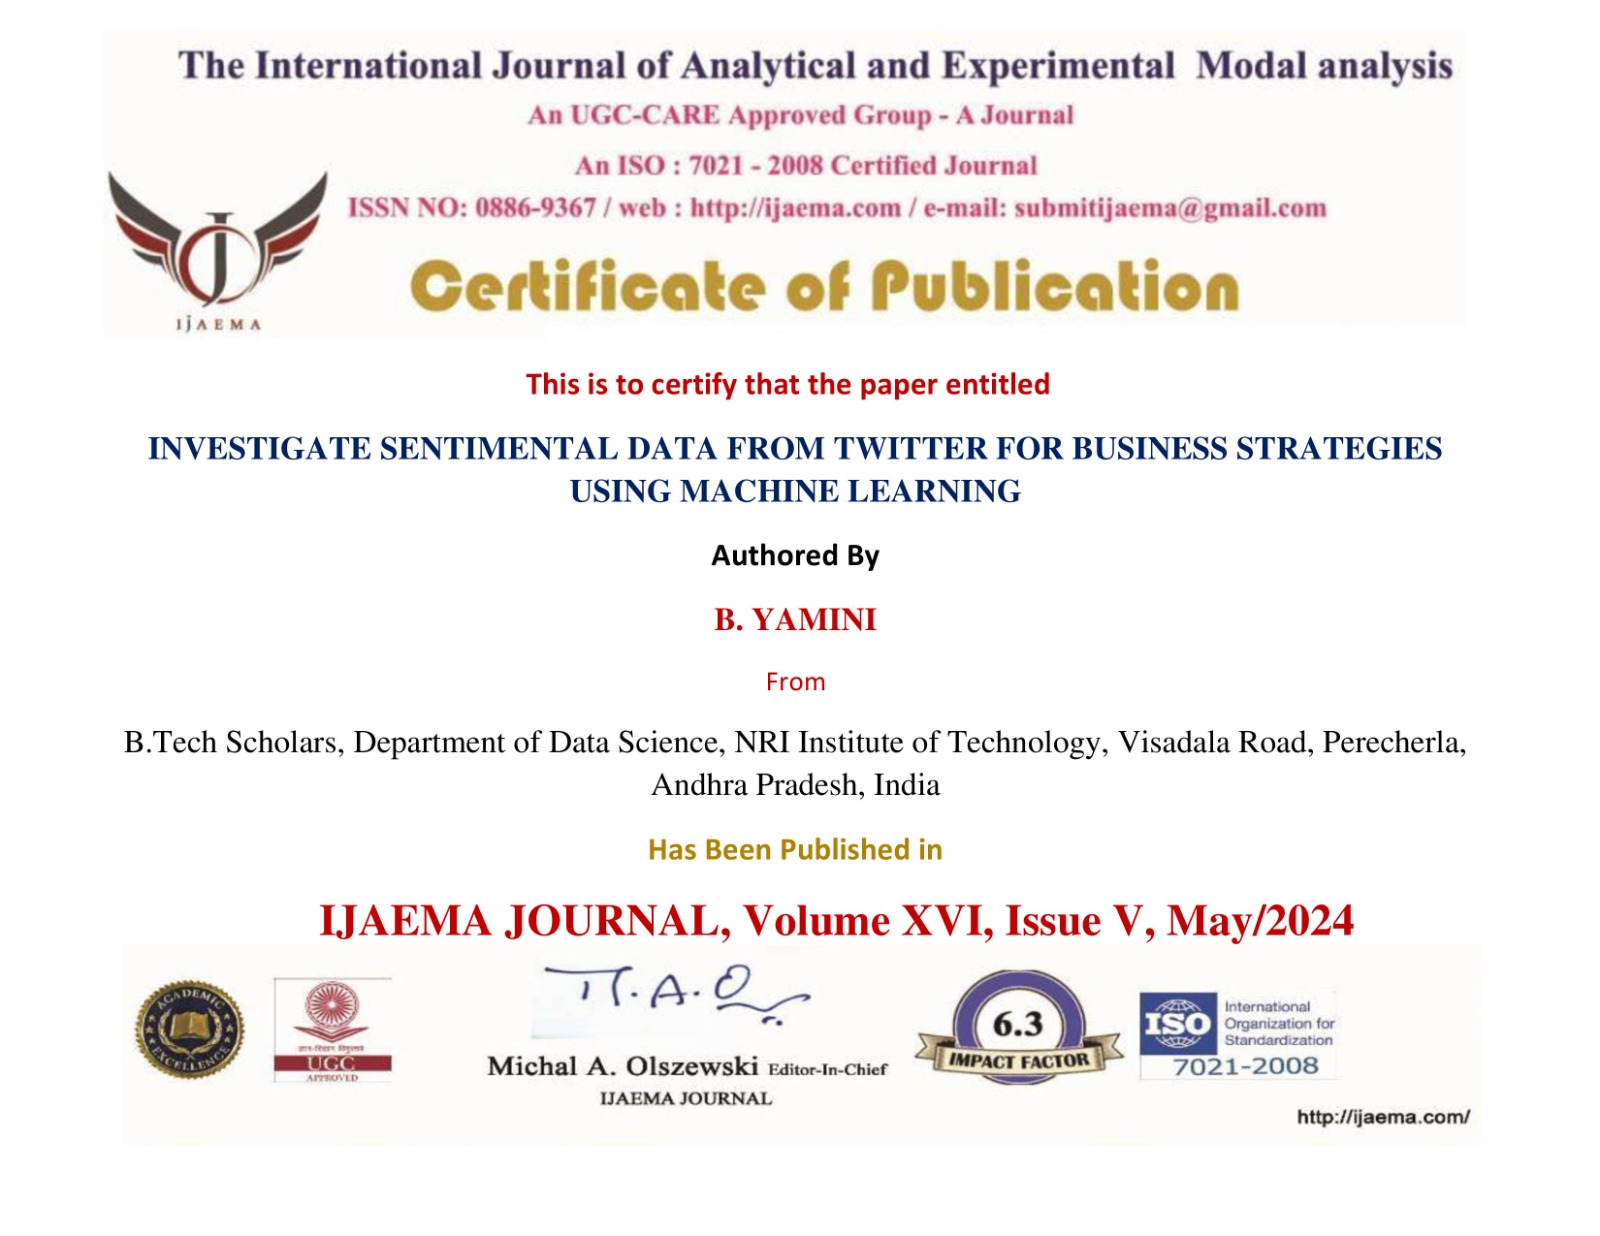 The International Journal of Analytical and Experimental Modal analysis
An UGC-CARE Approved Group - A Journal
An ISO : 7021 - 2008 Certified Journal
ISSN NO: 0886-9367 / web : http://ijaema.com / e-mail: submitijaema@gmail.com
IjAEMA
Certificate of Publication
This is to certify that the paper entitled
INVESTIGATE SENTIMENTAL DATA FROM TWITTER FOR BUSINESS STRATEGIES
USING MACHINE LEARNING
Authored By
B. YAMINI
From
B.Tech Scholars, Department of Data Science, NRI Institute of Technology, Visadala Road, Perecherla,
Andhra Pradesh, India
Has Been Published in
IJAEMA JOURNAL, Volume XVI, Issue V, May/2024
ACADEMIC
EXCELLENCE
ज्ञान-विज्ञान विमुक्तये
UGC
APPROVED
Michal A. Olszewski Editor-In-Chief
IJAEMA JOURNAL
6.3
IMPACT FACTOR
ISO
International
Organization for
Standardization
7021-2008
http://ijaema.com/